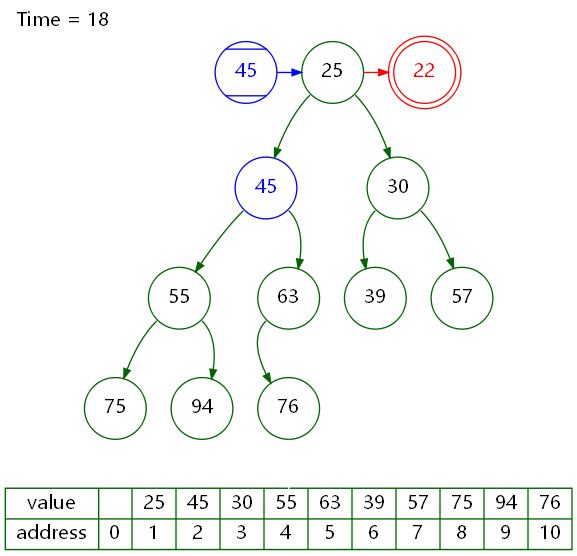 Time = 18
45 25 22
45 30
55 63 39 57
75 94 76
value 25 45 30 55 63 39 57 75 94 76
address 0 1 2 3 4 5 6 7 8 9 10